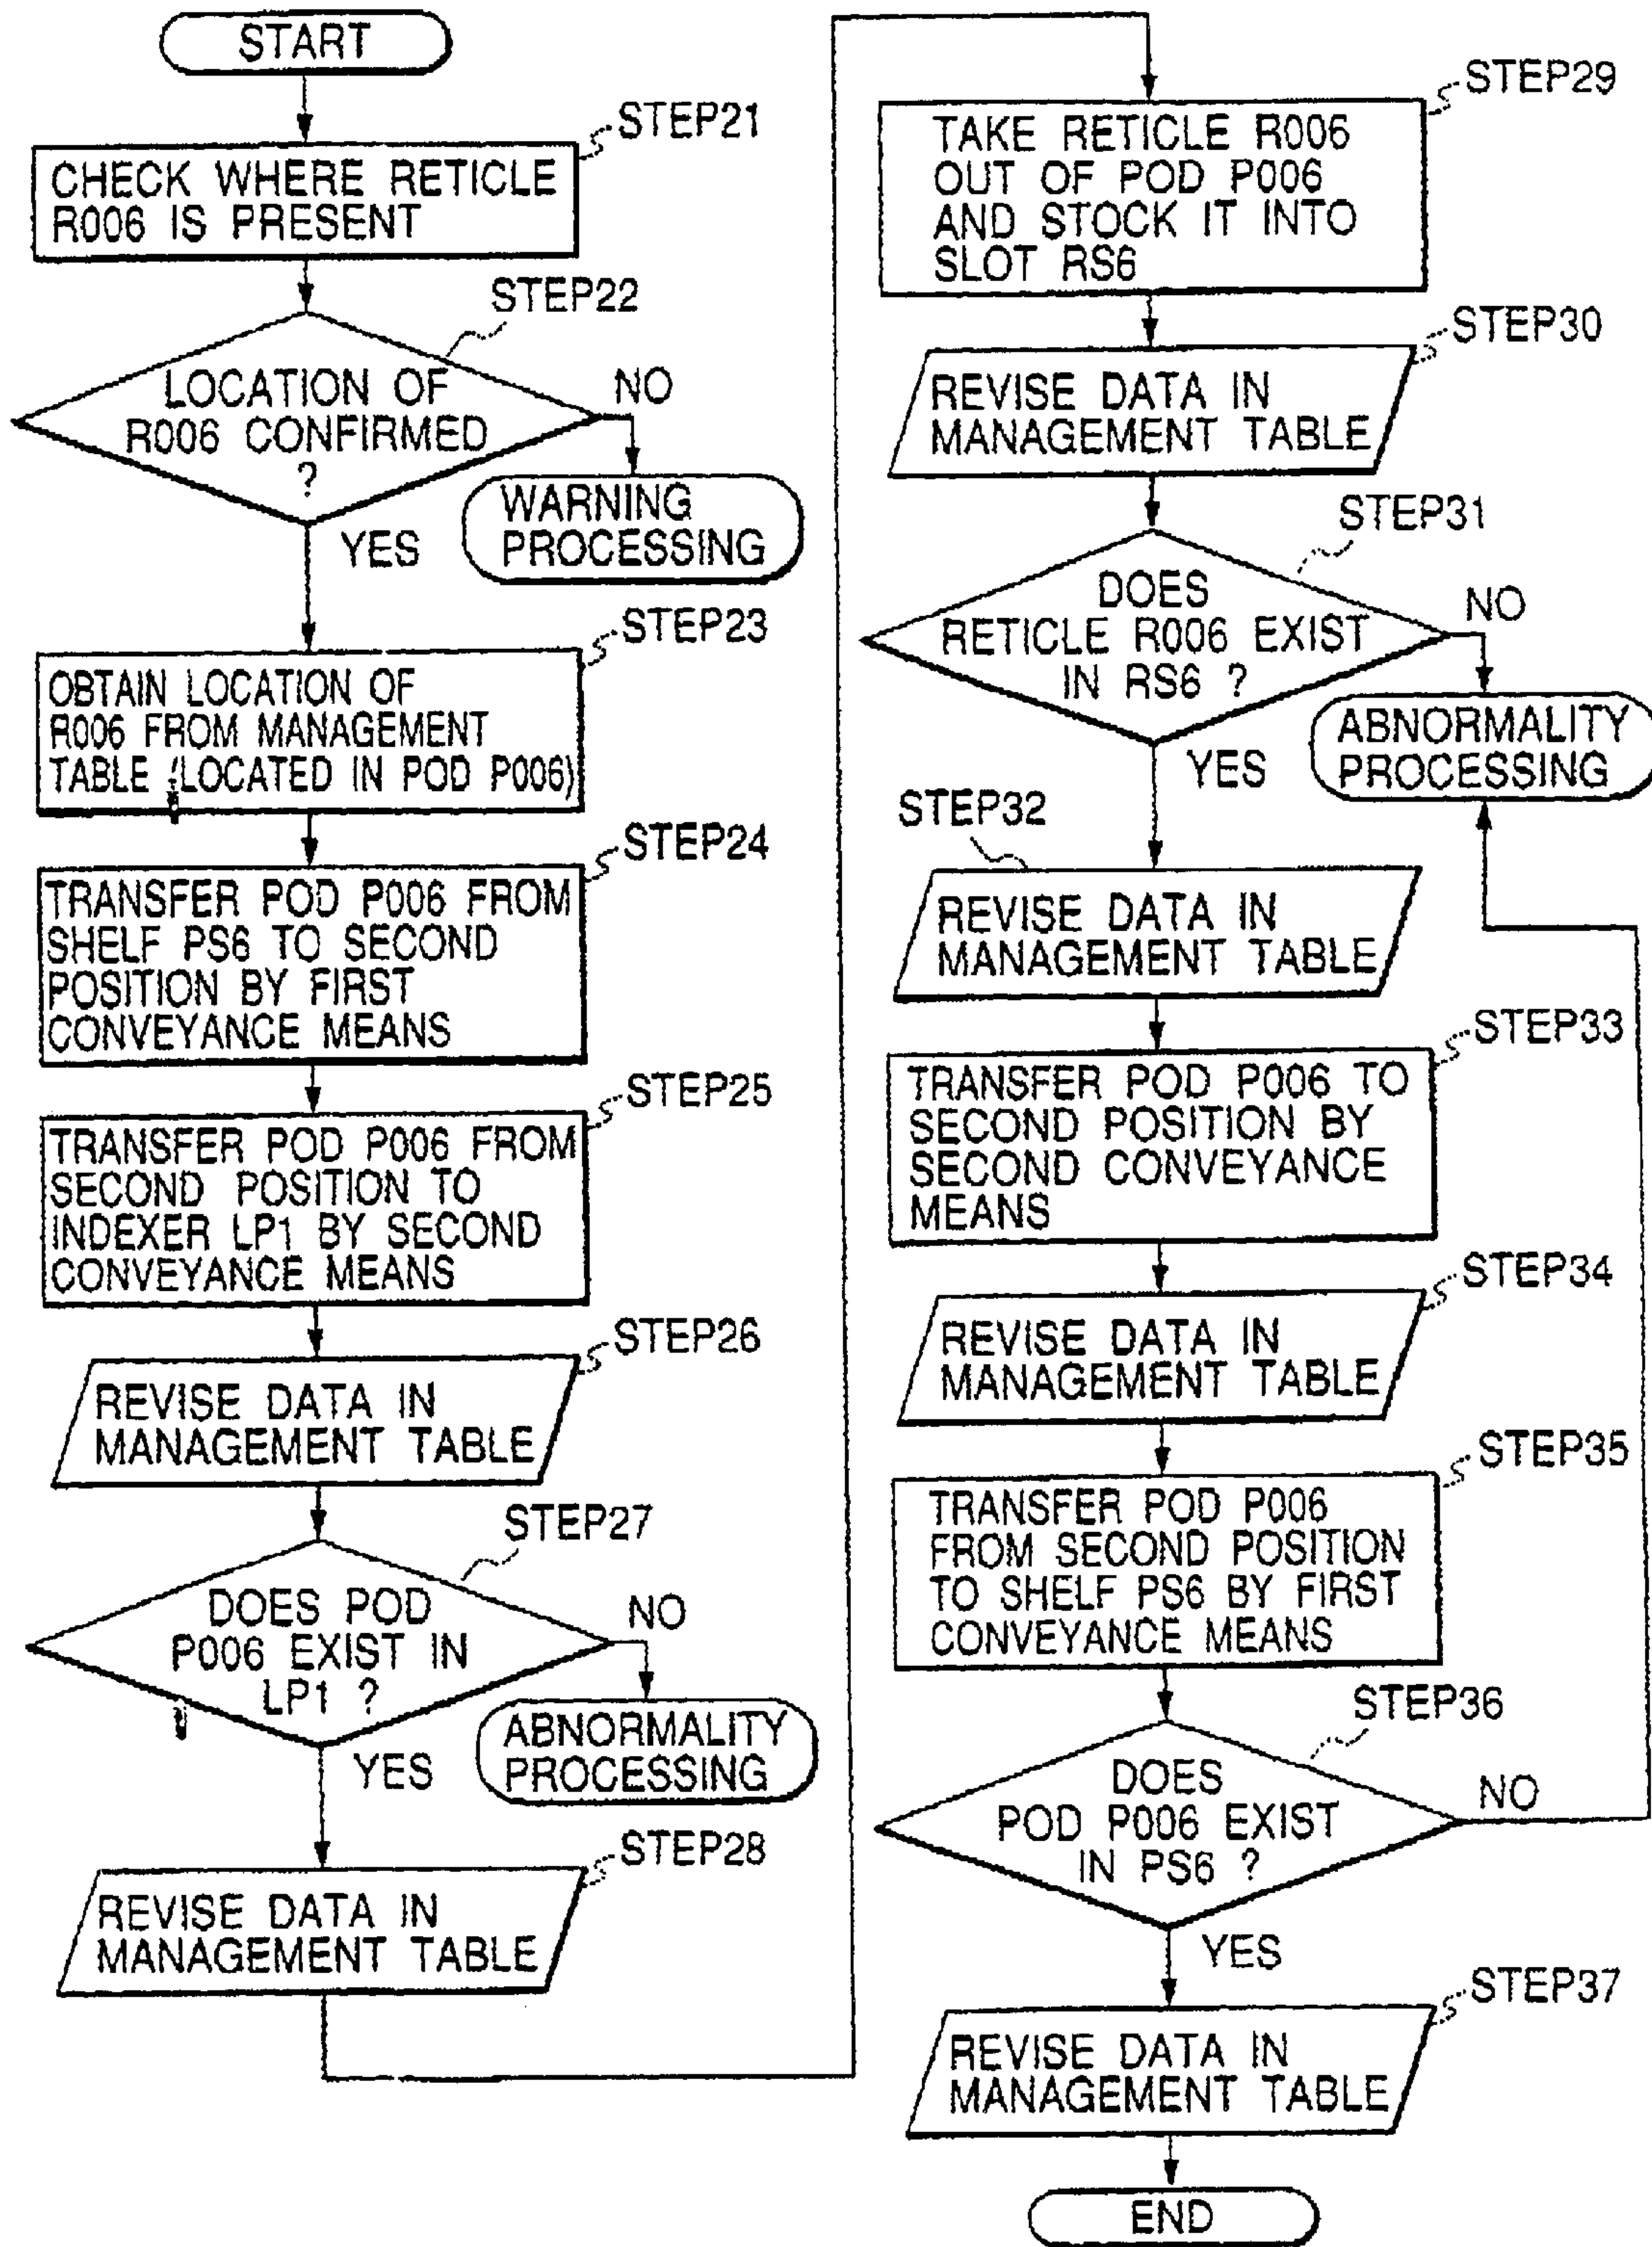 START
STEP21
CHECK WHERE RETICLE
R006 IS PRESENT
STEP22
LOCATION OF
R006 CONFIRMED
?
NO
WARNING
PROCESSING
YES
STEP23
OBTAIN LOCATION OF
R006 FROM MANAGEMENT
TABLE (LOCATED IN POD P006)
STEP24
TRANSFER POD P006 FROM
SHELF PS6 TO SECOND
POSITION BY FIRST
CONVEYANCE MEANS
STEP25
TRANSFER POD P006 FROM
SECOND POSITION TO
INDEXER LP1 BY SECOND
CONVEYANCE MEANS
STEP26
REVISE DATA IN
MANAGEMENT TABLE
STEP27
DOES POD
P006 EXIST IN
LP1 ?
NO
ABNORMALITY
PROCESSING
YES
STEP28
REVISE DATA IN
MANAGEMENT TABLE
STEP29
TAKE RETICLE R006
OUT OF POD P006
AND STOCK IT INTO
SLOT RS6
STEP30
REVISE DATA IN
MANAGEMENT TABLE
STEP31
DOES
RETICLE R006 EXIST
IN RS6 ?
NO
ABNORMALITY
PROCESSING
YES
STEP32
REVISE DATA IN
MANAGEMENT TABLE
STEP33
TRANSFER POD P006 TO
SECOND POSITION BY
SECOND CONVEYANCE
MEANS
STEP34
REVISE DATA IN
MANAGEMENT TABLE
STEP35
TRANSFER POD P006
FROM SECOND POSITION
TO SHELF PS6 BY FIRST
CONVEYANCE MEANS
STEP36
DOES
POD P006 EXIST
IN PS6 ?
NO
YES
STEP37
REVISE DATA IN
MANAGEMENT TABLE
END